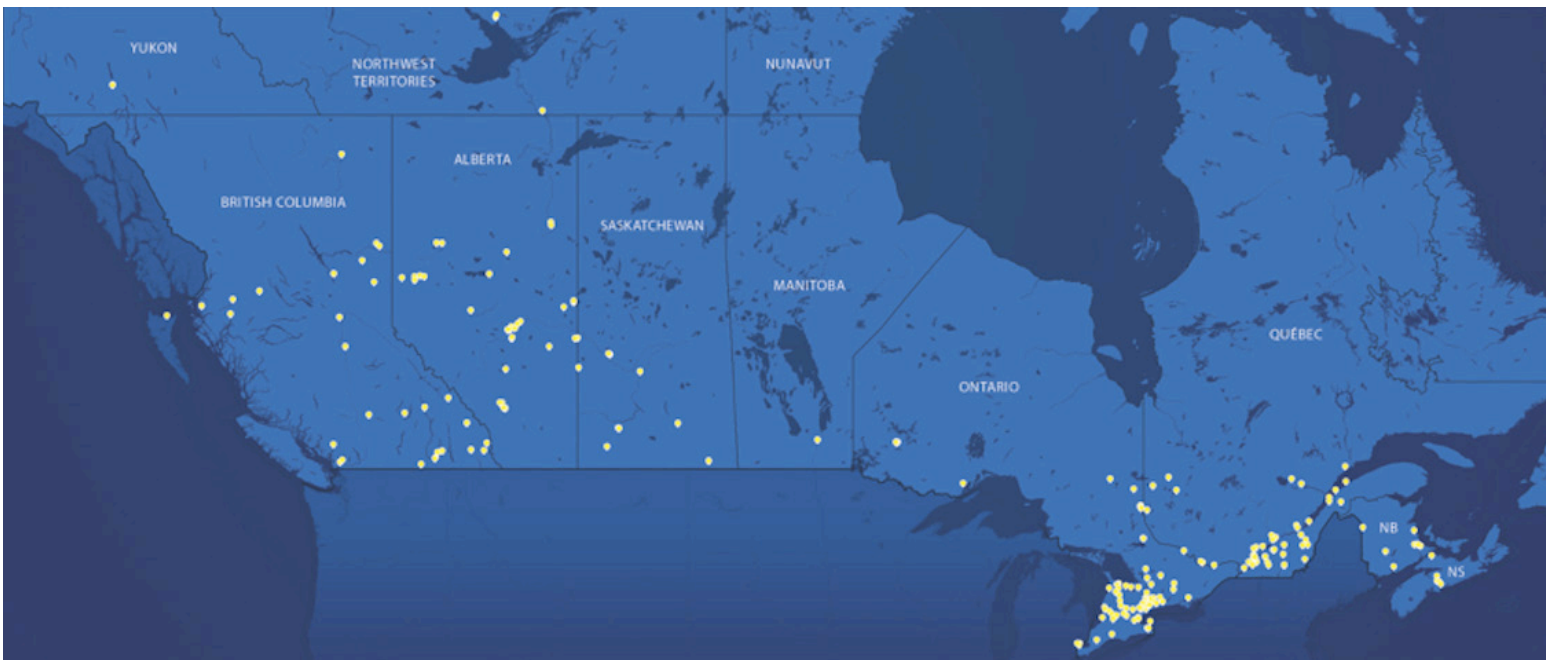 YUKON
NORTHWEST
TERRITORIES
NUNAVUT
ALBERTA
BRITISH COLUMBIA
SASKATCHEWAN
MANITOBA
QUÉBEC
ONTARIO
NB
NS